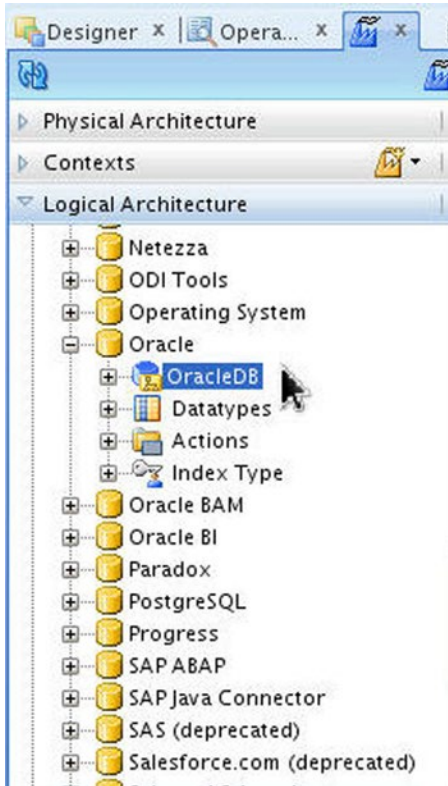 Designer x Opera... x x
Physical Architecture
Contexts
Logical Architecture
Netezza
ODI Tools
Operating System
Oracle
OracleDB
Datatypes
Actions
Index Type
Oracle BAM
Oracle BI
Paradox
PostgreSQL
Progress
SAP ABAP
SAP Java Connector
SAS (deprecated)
Salesforce.com (deprecated)